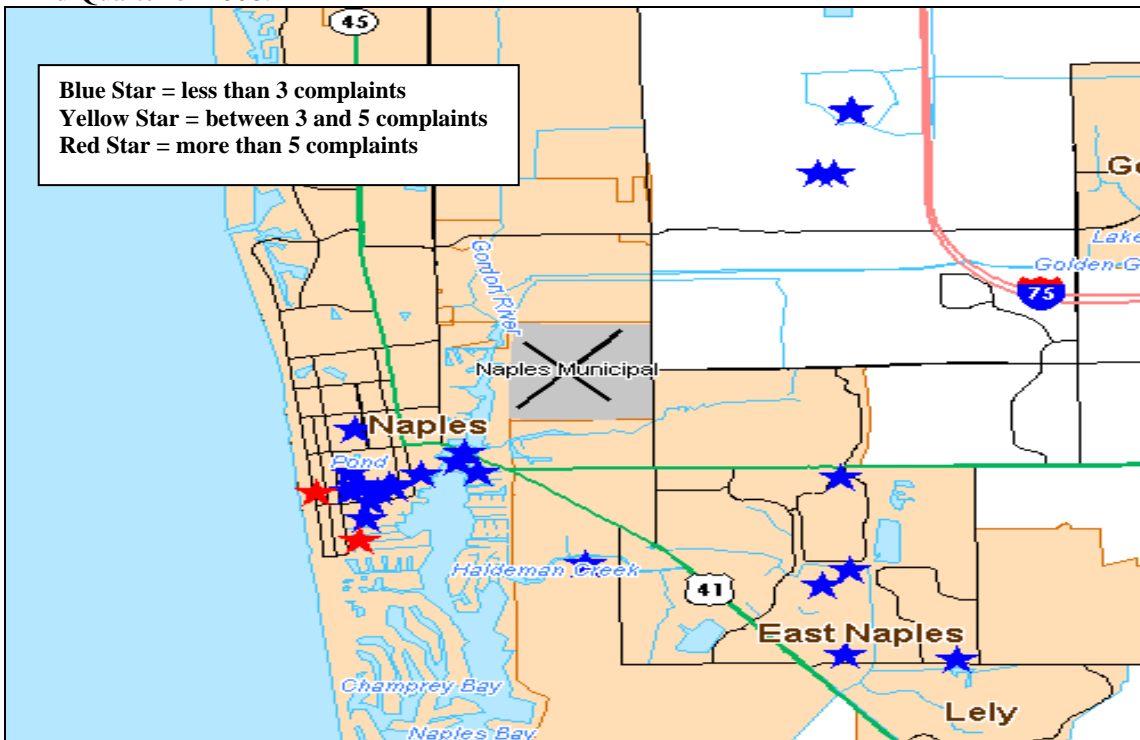 45
Blue Star = less than 3 complaints
Yellow Star = between 3 and 5 complaints
Red Star = more than 5 complaints
Go
Gordon River
Lake
Golden G
75
Naples Municipal
Naples
Pond
Haldeman Creek
41
East Naples
Champrey Bay
Lely
Naples Bay